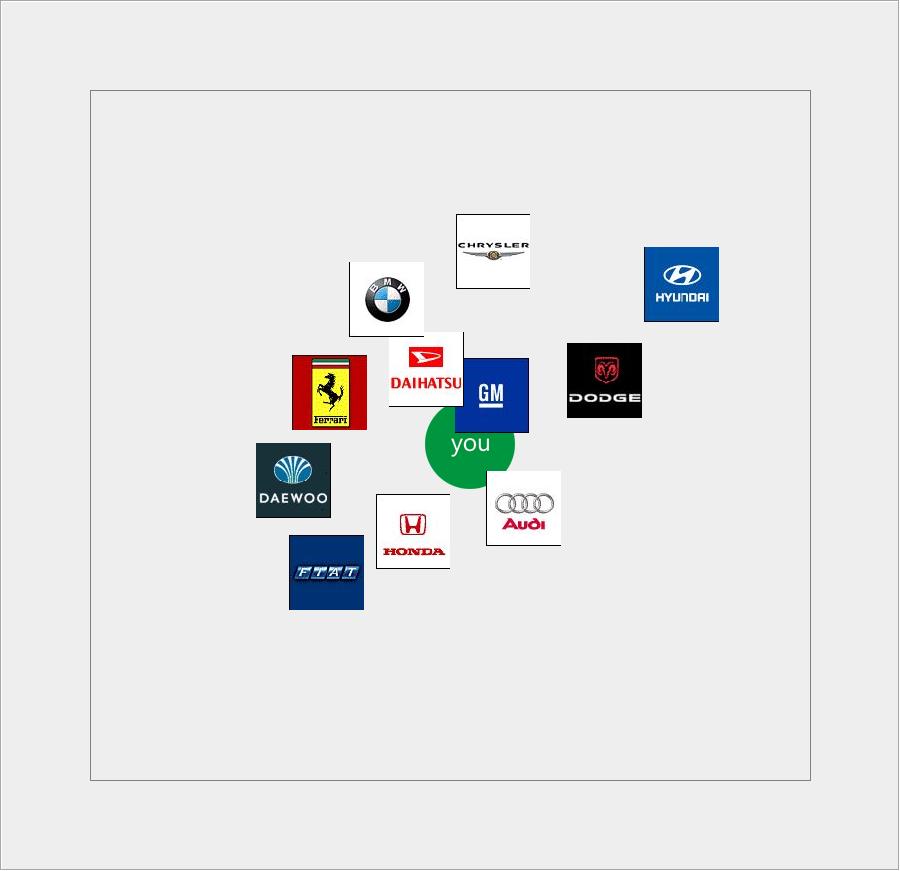 CHRYSLER
HYUNDAI
BMW
DAIHATSU
GM
DODGE
Ferrari
you
DAEWOO
Audi
HONDA
FIAT